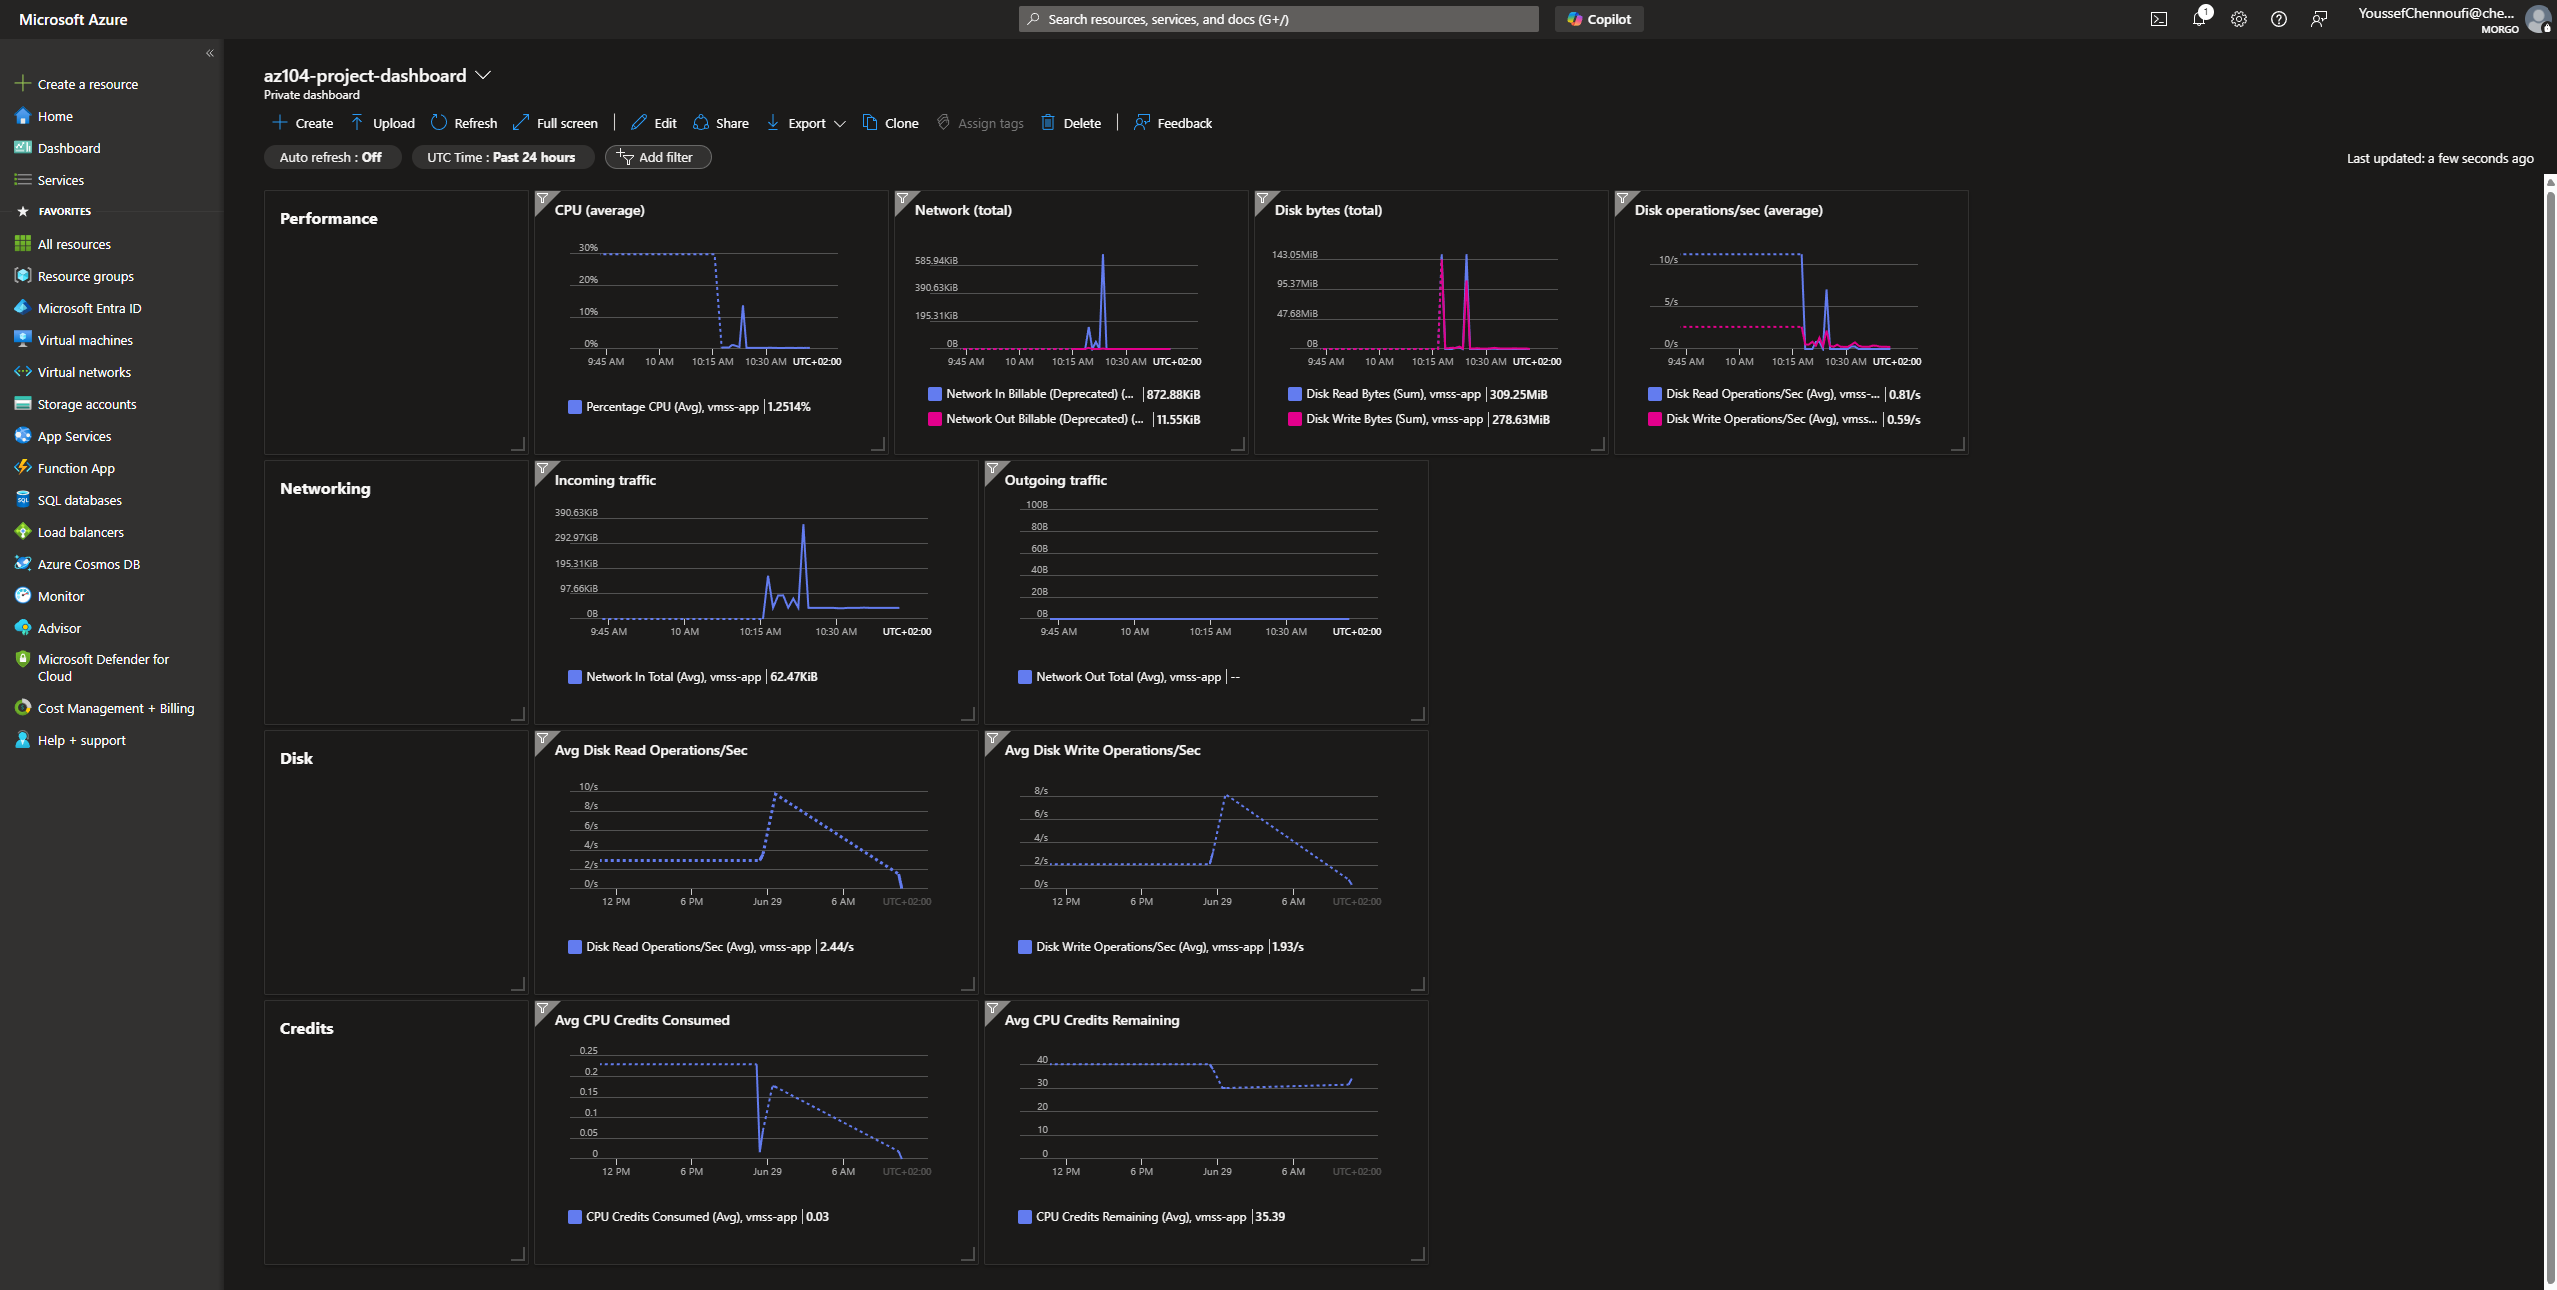 Microsoft Azure
Search resources, services, and docs (G+/)
Copilot
1
YoussefChennoufi@che...
MORGO
Create a resource
Home
Dashboard
Services
FAVORITES
All resources
Resource groups
Microsoft Entra ID
Virtual machines
Virtual networks
Storage accounts
App Services
Function App
SQL databases
Load balancers
Azure Cosmos DB
Monitor
Advisor
Microsoft Defender for
Cloud
Cost Management + Billing
Help + support
az104-project-dashboard
Private dashboard
Create Upload Refresh Full screen Edit Share Export Clone Assign tags Delete Feedback
Auto refresh : Off UTC Time : Past 24 hours Add filter
Last updated: a few seconds ago
Performance
CPU (average)
30%
20%
10%
0%
9:45 AM 10 AM 10:15 AM 10:30 AM UTC+02:00
Percentage CPU (Avg), vmss-app 1.2514%
Network (total)
585.94KiB
390.63KiB
195.31KiB
0B
9:45 AM 10 AM 10:15 AM 10:30 AM UTC+02:00
Network In Billable (Deprecated) (... 872.88KiB
Network Out Billable (Deprecated) (... 11.55KiB
Disk bytes (total)
143.05MiB
95.37MiB
47.68MiB
0B
9:45 AM 10 AM 10:15 AM 10:30 AM UTC+02:00
Disk Read Bytes (Sum), vmss-app 309.25MiB
Disk Write Bytes (Sum), vmss-app 278.63MiB
Disk operations/sec (average)
10/s
5/s
0/s
9:45 AM 10 AM 10:15 AM 10:30 AM UTC+02:00
Disk Read Operations/Sec (Avg), vmss-... 0.81/s
Disk Write Operations/Sec (Avg), vmss... 0.59/s
Networking
Incoming traffic
390.63KiB
292.97KiB
195.31KiB
97.66KiB
0B
9:45 AM 10 AM 10:15 AM 10:30 AM UTC+02:00
Network In Total (Avg), vmss-app 62.47KiB
Outgoing traffic
100B
80B
60B
40B
20B
0B
9:45 AM 10 AM 10:15 AM 10:30 AM UTC+02:00
Network Out Total (Avg), vmss-app --
Disk
Avg Disk Read Operations/Sec
10/s
8/s
6/s
4/s
2/s
0/s
12 PM 6 PM Jun 29 6 AM UTC+02:00
Disk Read Operations/Sec (Avg), vmss-app 2.44/s
Avg Disk Write Operations/Sec
8/s
6/s
4/s
2/s
0/s
12 PM 6 PM Jun 29 6 AM UTC+02:00
Disk Write Operations/Sec (Avg), vmss-app 1.93/s
Credits
Avg CPU Credits Consumed
0.25
0.2
0.15
0.1
0.05
0
12 PM 6 PM Jun 29 6 AM UTC+02:00
CPU Credits Consumed (Avg), vmss-app 0.03
Avg CPU Credits Remaining
40
30
20
10
0
12 PM 6 PM Jun 29 6 AM UTC+02:00
CPU Credits Remaining (Avg), vmss-app 35.39